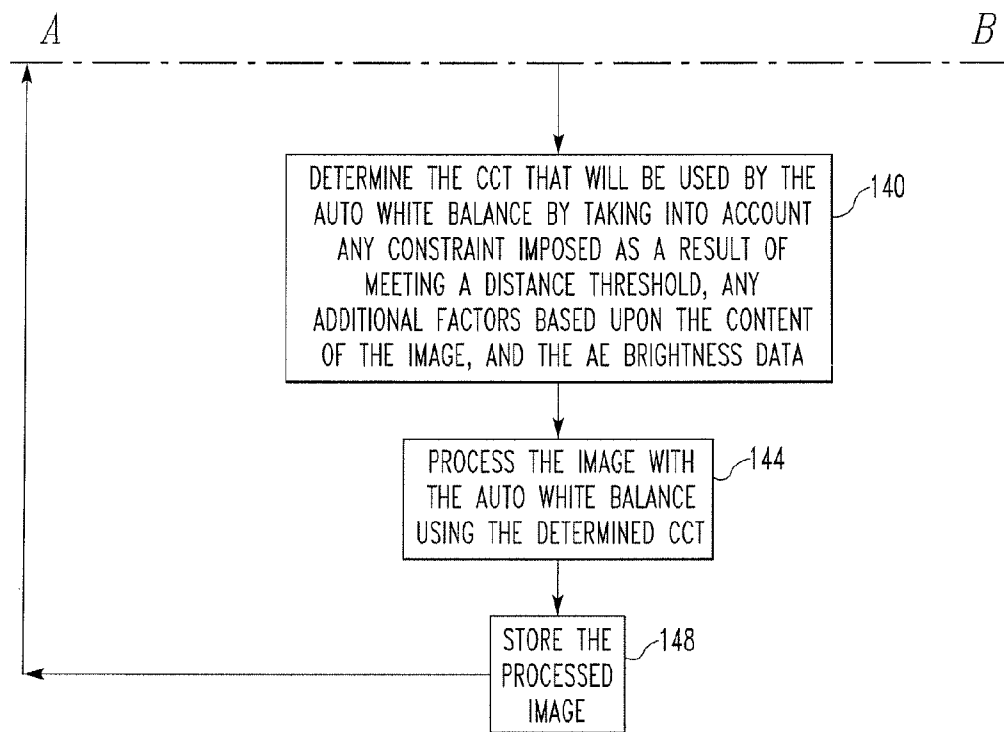 A
B
DETERMINE THE CCT THAT WILL BE USED BY THE
AUTO WHITE BALANCE BY TAKING INTO ACCOUNT
ANY CONSTRAINT IMPOSED AS A RESULT OF
MEETING A DISTANCE THRESHOLD, ANY
ADDITIONAL FACTORS BASED UPON THE CONTENT
OF THE IMAGE, AND THE AE BRIGHTNESS DATA
140
PROCESS THE IMAGE WITH
THE AUTO WHITE BALANCE
USING THE DETERMINED CCT
144
STORE THE
PROCESSED
IMAGE
148